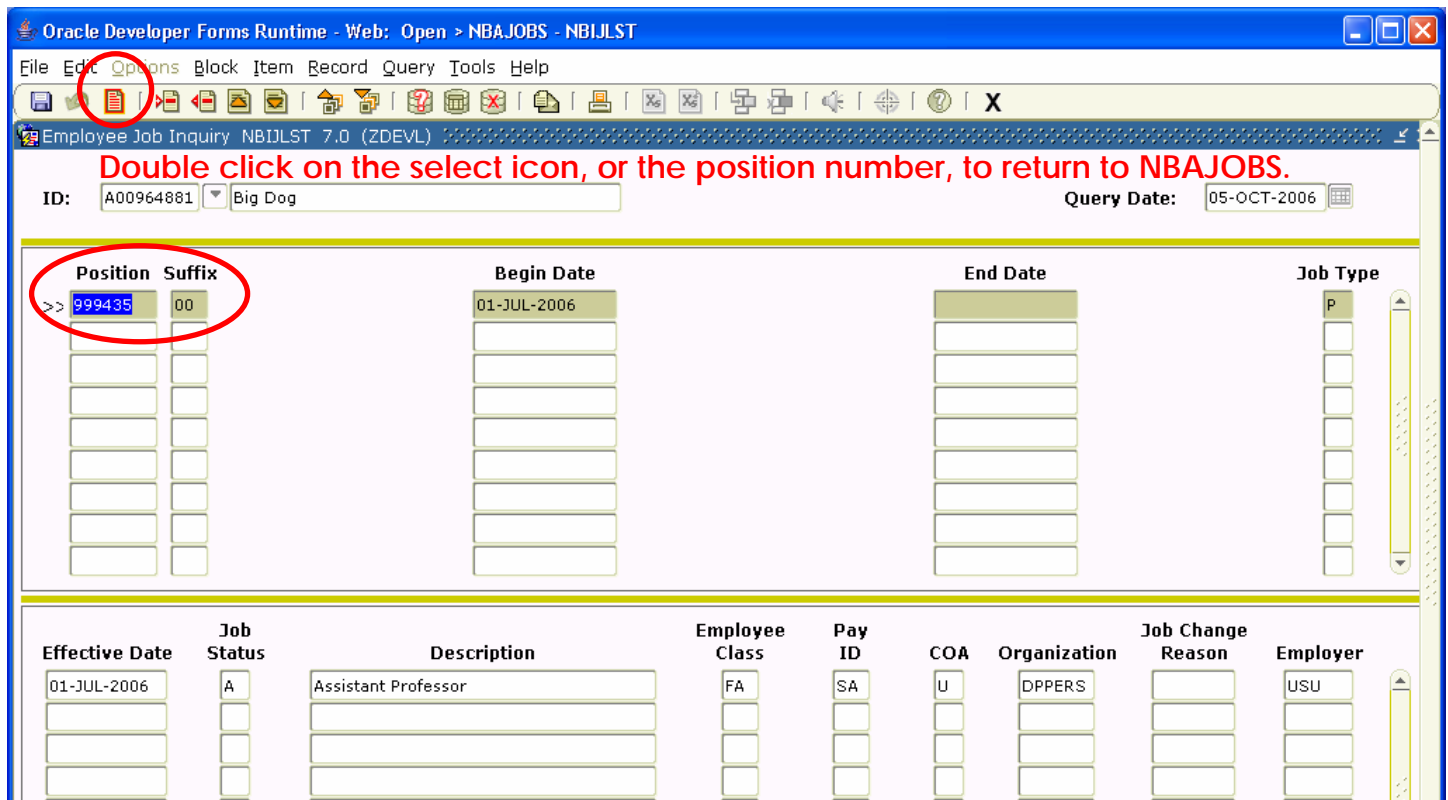 Oracle Developer Forms Runtime - Web: Open > NBAJOBS - NBIJLST
File Edit Options Block Item Record Query Tools Help
X
Employee Job Inquiry NBIJLST 7.0 (ZDEVL)
Double click on the select icon, or the position number, to return to NBAJOBS.
ID: A00964881 Big Dog Query Date: 05-OCT-2006
Position Suffix Begin Date End Date Job Type
>> 999435 00 01-JUL-2006 P
Effective Date Job Status Description Employee Class Pay ID COA Organization Job Change Reason Employer
01-JUL-2006 A Assistant Professor FA SA U DPPERS USU